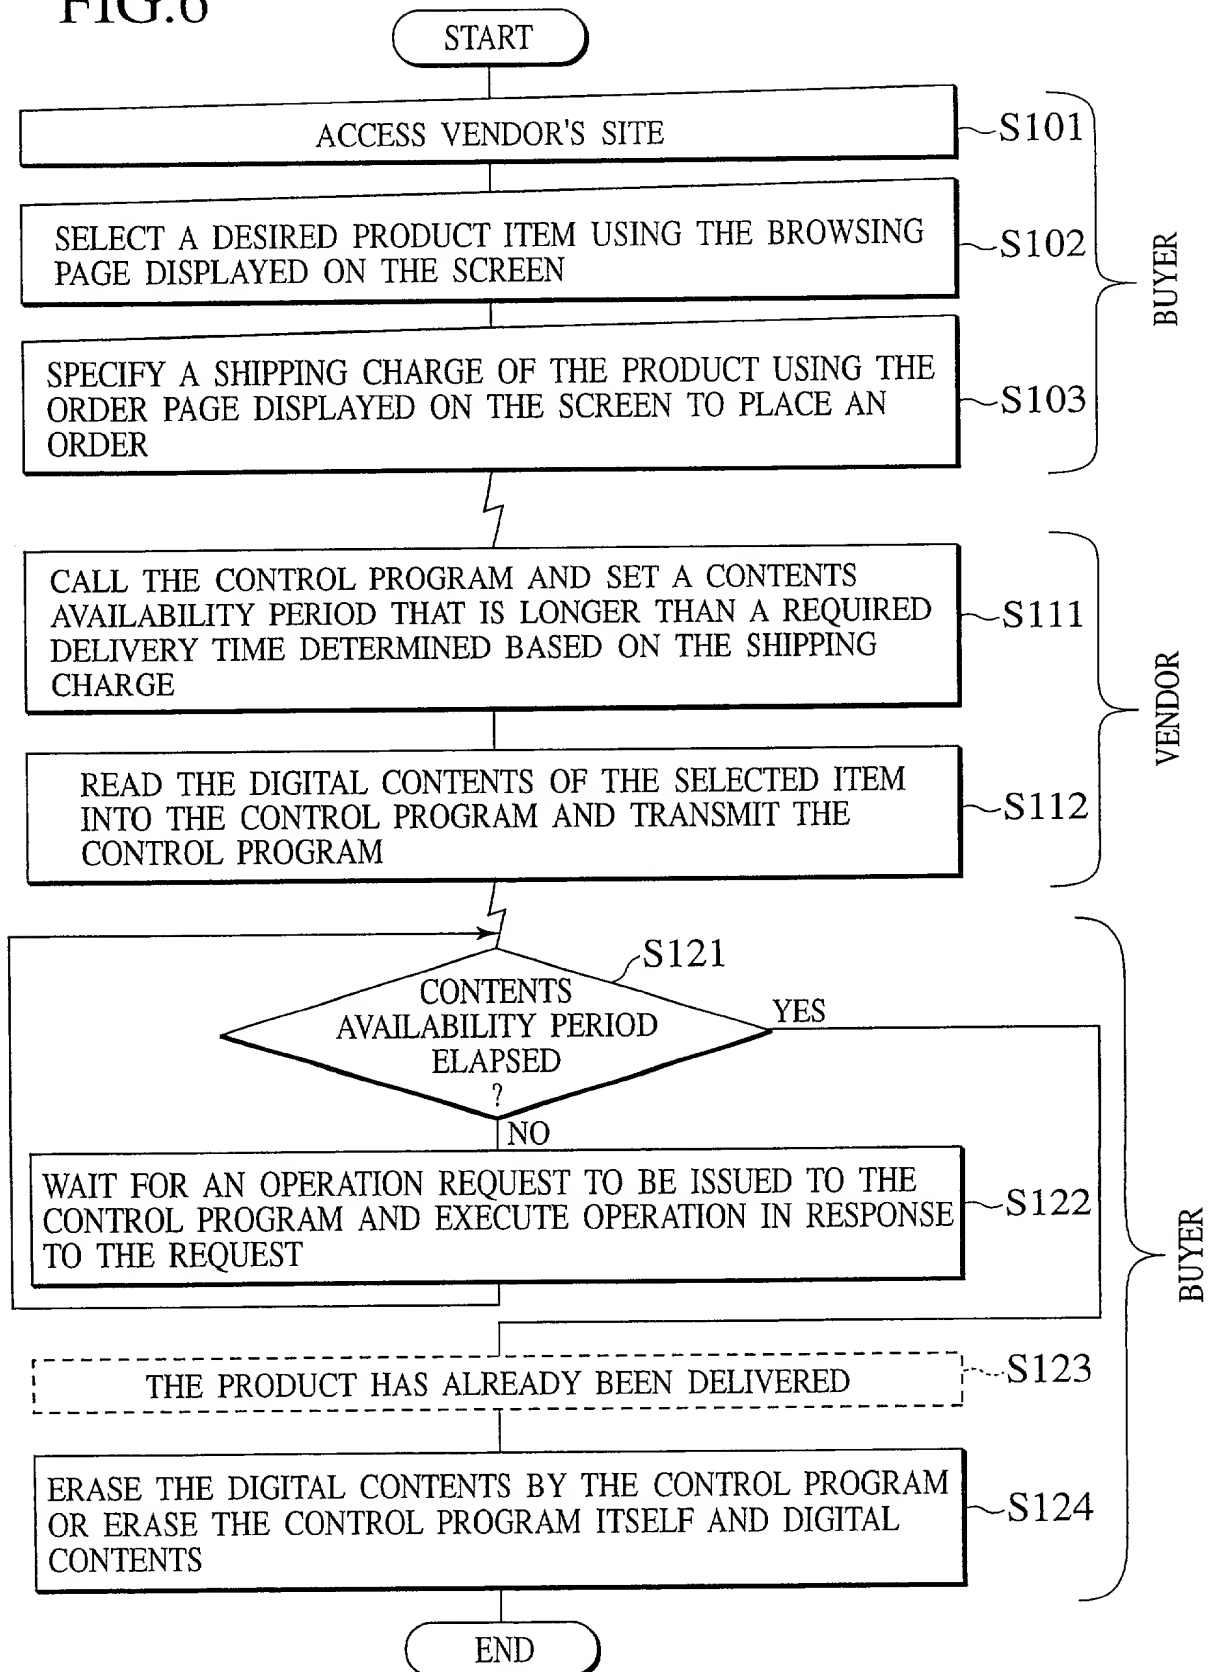 FIG.6
START
ACCESS VENDOR'S SITE
S101
SELECT A DESIRED PRODUCT ITEM USING THE BROWSING
PAGE DISPLAYED ON THE SCREEN
S102
SPECIFY A SHIPPING CHARGE OF THE PRODUCT USING THE
ORDER PAGE DISPLAYED ON THE SCREEN TO PLACE AN
ORDER
S103
BUYER
CALL THE CONTROL PROGRAM AND SET A CONTENTS
AVAILABILITY PERIOD THAT IS LONGER THAN A REQUIRED
DELIVERY TIME DETERMINED BASED ON THE SHIPPING
CHARGE
S111
READ THE DIGITAL CONTENTS OF THE SELECTED ITEM
INTO THE CONTROL PROGRAM AND TRANSMIT THE
CONTROL PROGRAM
S112
VENDOR
S121
CONTENTS
AVAILABILITY PERIOD
ELAPSED
?
YES
NO
WAIT FOR AN OPERATION REQUEST TO BE ISSUED TO THE
CONTROL PROGRAM AND EXECUTE OPERATION IN RESPONSE
TO THE REQUEST
S122
THE PRODUCT HAS ALREADY BEEN DELIVERED
S123
ERASE THE DIGITAL CONTENTS BY THE CONTROL PROGRAM
OR ERASE THE CONTROL PROGRAM ITSELF AND DIGITAL
CONTENTS
S124
BUYER
END